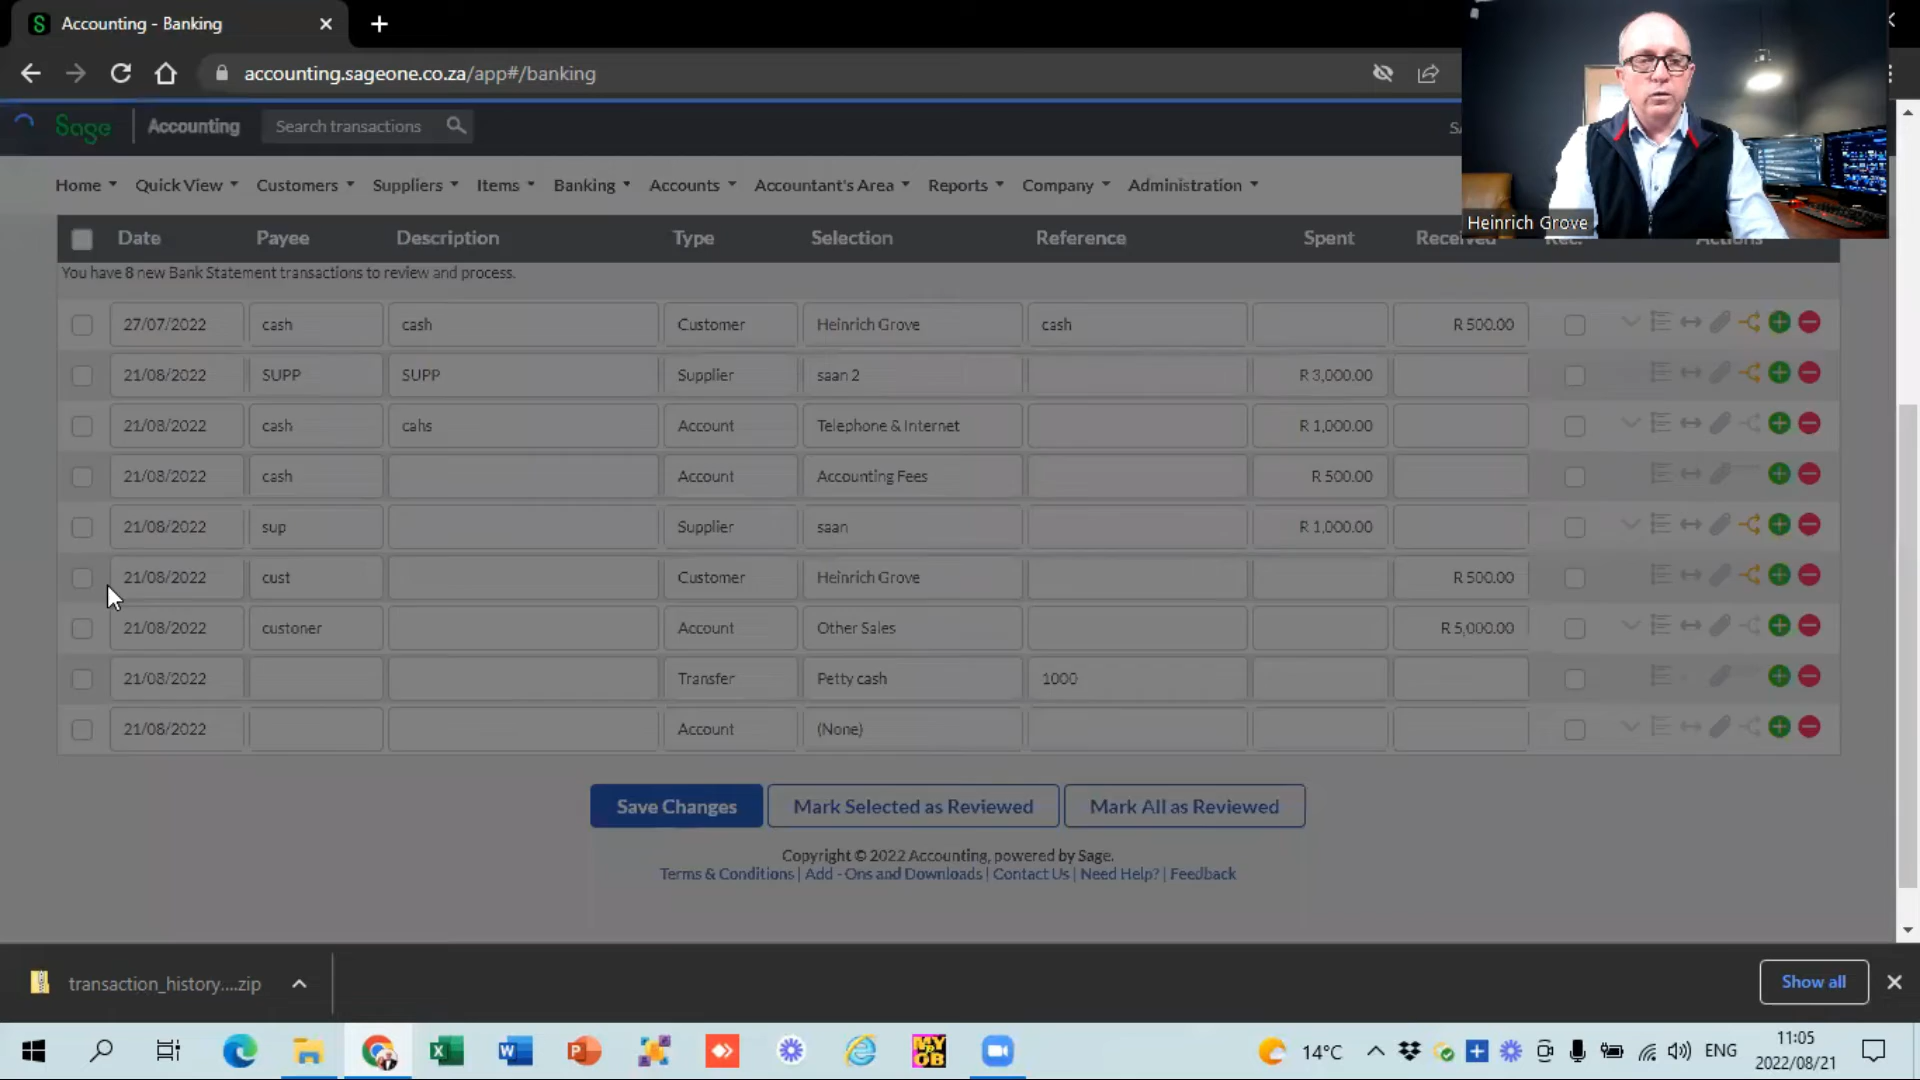 Accounting - Banking
accounting.sageone.co.za/app#/banking
Sage Accounting Search transactions
Home Quick View Customers Suppliers Items Banking Accounts Accountant's Area Reports Company Administration
Heinrich Grove
Date Payee Description Type Selection Reference Spent Received Rec. Actions
You have 8 new Bank Statement transactions to review and process.
27/07/2022 cash cash Customer Heinrich Grove cash R 500.00
21/08/2022 SUPP SUPP Supplier saan 2 R 3,000.00
21/08/2022 cash cahs Account Telephone & Internet R 1,000.00
21/08/2022 cash Account Accounting Fees R 500.00
21/08/2022 sup Supplier saan R 1,000.00
21/08/2022 cust Customer Heinrich Grove R 500.00
21/08/2022 custoner Account Other Sales R 5,000.00
21/08/2022 Transfer Petty cash 1000
21/08/2022 Account (None)
Save Changes Mark Selected as Reviewed Mark All as Reviewed
Copyright © 2022 Accounting, powered by Sage.
Terms & Conditions | Add - Ons and Downloads | Contact Us | Need Help? | Feedback
transaction_history....zip Show all
14°C ENG 11:05
2022/08/21